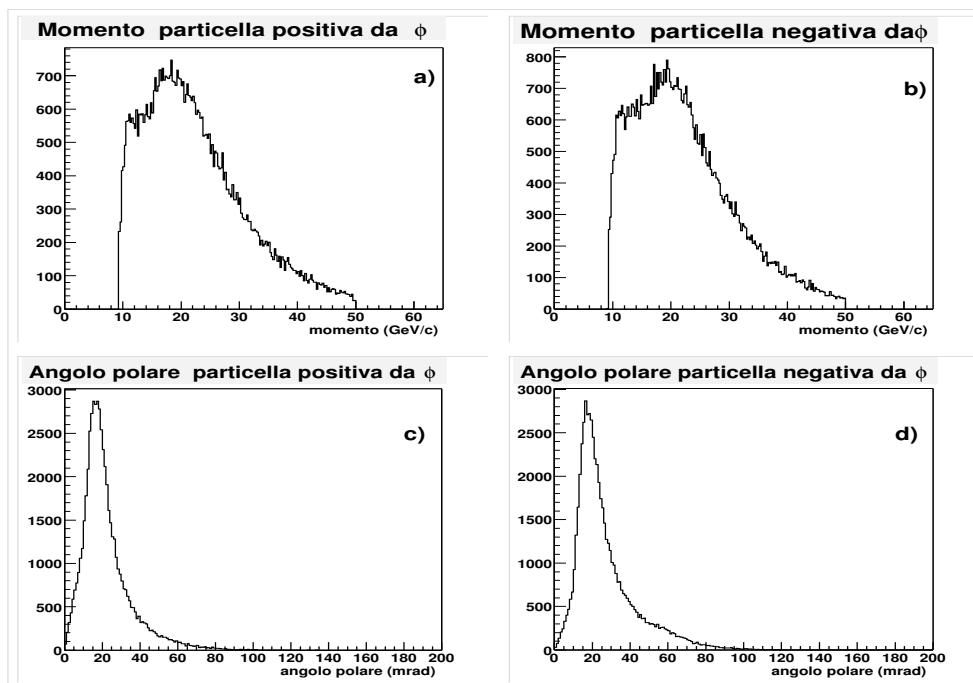 Momento particella positiva da ϕ
a)
700
600
500
400
300
200
100
0
0 10 20 30 40 50 60
momento (GeV/c)
Momento particella negativa daϕ
b)
800
700
600
500
400
300
200
100
0
0 10 20 30 40 50 60
momento (GeV/c)
Angolo polare particella positiva da ϕ
c)
3000
2500
2000
1500
1000
500
0
0 20 40 60 80 100 120 140 160 180 200
angolo polare (mrad)
Angolo polare particella negativa da ϕ
d)
3000
2500
2000
1500
1000
500
0
0 20 40 60 80 100 120 140 160 180 200
angolo polare (mrad)